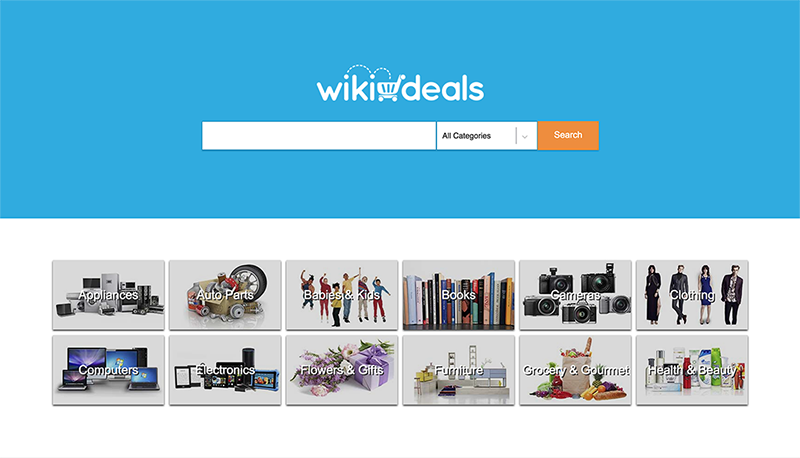 wikideals
All Categories
Search
Appliances
Auto Parts
Babies & Kids
Books
Cameras
Clothing
Computers
Electronics
Flowers & Gifts
Furniture
Grocery & Gourmet
Health & Beauty